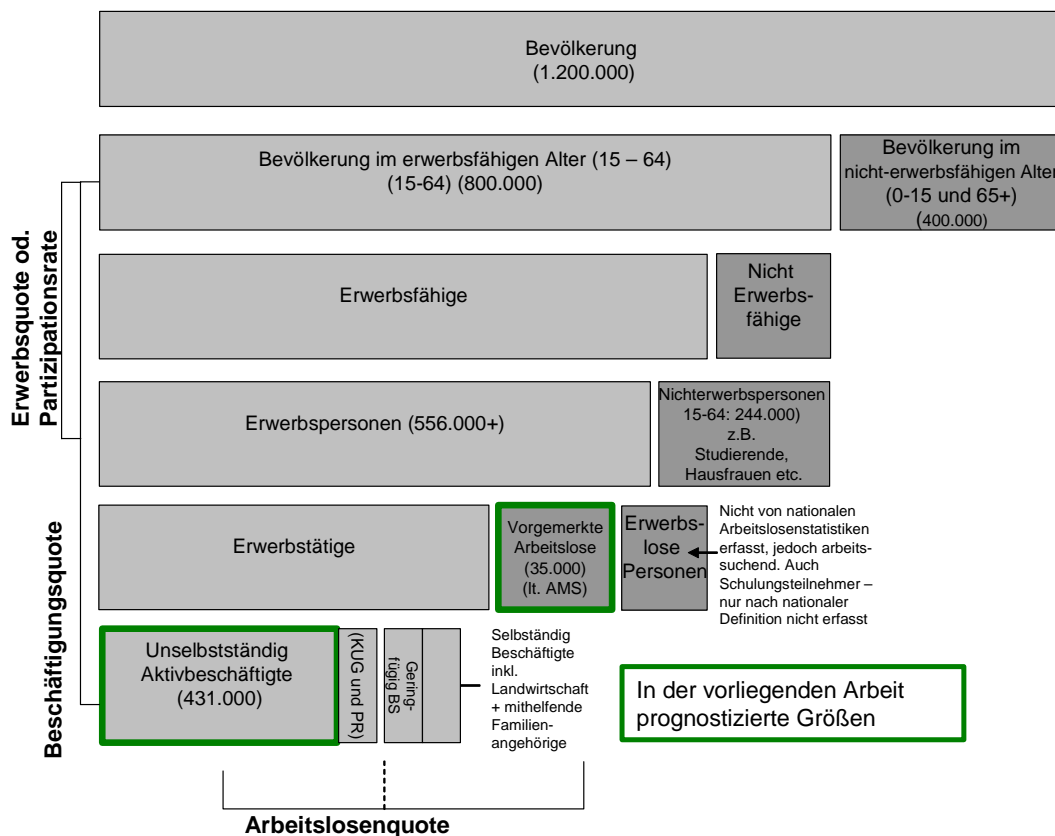 Bevölkerung
(1.200.000)
Bevölkerung im erwerbsfähigen Alter (15 – 64)
(15-64) (800.000)
Bevölkerung im
nicht-erwerbsfähigen Alter
(0-15 und 65+)
(400.000)
Erwerbsquote od.
Partizipationsrate
Erwerbsfähige
Nicht
Erwerbs-
fähige
Erwerbspersonen (556.000+)
Nichterwerbspersonen
15-64: 244.000)
z.B.
Studierende,
Hausfrauen etc.
Beschäftigungsquote
Erwerbstätige
Vorgemerkte
Arbeitslose
(35.000)
(lt. AMS)
Erwerbs-
lose
Personen
Nicht von nationalen
Arbeitslosenstatistiken
erfasst, jedoch arbeits-
suchend. Auch
Schulungsteilnehmer –
nur nach nationaler
Definition nicht erfasst
Unselbstständig
Aktivbeschäftigte
(431.000)
(KUG und PR)
Gering-
fügig BS
Selbständig
Beschäftigte
inkl.
Landwirtschaft
+ mithelfende
Familien-
angehörige
In der vorliegenden Arbeit
prognostizierte Größen
Arbeitslosenquote